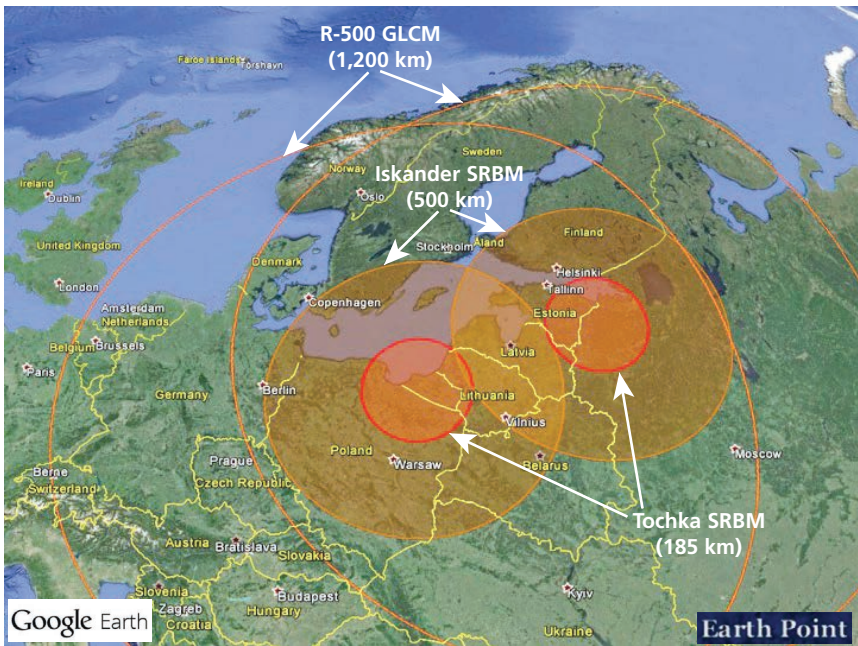 R-500 GLCM
(1,200 km)
Faroe Islands
Torshavn
Sweden
Norway
Iskander SRBM
(500 km)
Oslo
Finland
Åland
Stockholm
Ireland
Dublin
United Kingdom
Denmark
Helsinki
Tallinn
London
Copenhagen
Estonia
Amsterdam
Netherlands
Belgium
Brussels
Latvia
Paris
Germany
Berlin
Lithuania
Vilnius
Poland
Moscow
Prague
Warsaw
Belarus
Berne
Czech Republic
Switzerland
Tochka SRBM
(185 km)
Austria
Bratislava
Slovakia
Slovenia
Budapest
Kyiv
Zagreb
Hungary
Croatia
Ukraine
Google Earth
Earth Point